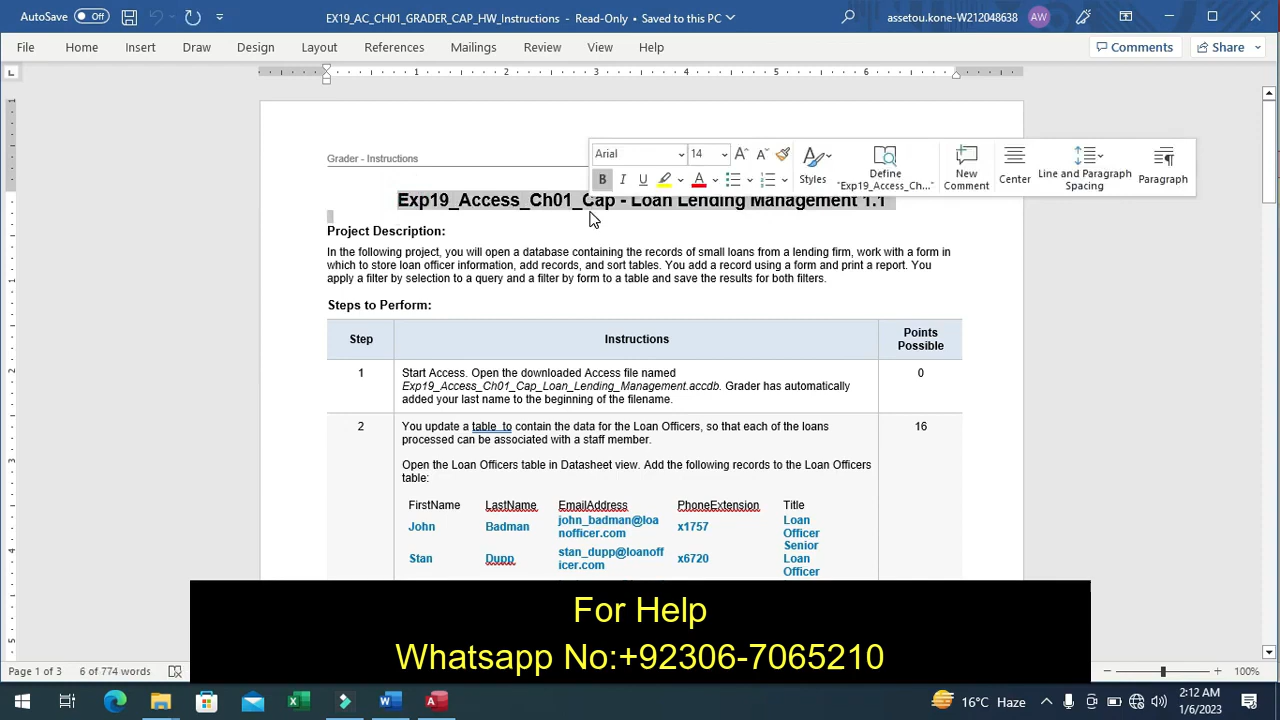 AutoSave Off EX19_AC_CH01_GRADER_CAP_HW_Instructions - Read-Only • Saved to this PC assetou.kone-W212048638 AW
File Home Insert Draw Design Layout References Mailings Review View Help Comments Share
1 2 3 4 5 6
Grader - Instructions
Arial 14
B I U A Styles Define "Exp19_Access_Ch..." New Comment Center Line and Paragraph Spacing Paragraph
Exp19_Access_Ch01_Cap - Loan Lending Management 1.1
Project Description:
In the following project, you will open a database containing the records of small loans from a lending firm, work with a form in
which to store loan officer information, add records, and sort tables. You add a record using a form and print a report. You
apply a filter by selection to a query and a filter by form to a table and save the results for both filters.
Steps to Perform:
Step Instructions Points Possible
1 Start Access. Open the downloaded Access file named 0
Exp19_Access_Ch01_Cap_Loan_Lending_Management.accdb. Grader has automatically
added your last name to the beginning of the filename.
2 You update a table to contain the data for the Loan Officers, so that each of the loans 16
processed can be associated with a staff member.
Open the Loan Officers table in Datasheet view. Add the following records to the Loan Officers
table:
FirstName LastName EmailAddress PhoneExtension Title
John Badman john_badman@loanofficer.com x1757 Loan Officer
Stan Dupp stan_dupp@loanofficer.com x6720 Senior Loan Officer
For Help
Whatsapp No:+92306-7065210
Page 1 of 3 6 of 774 words 100%
16°C Haze 2:12 AM
1/6/2023